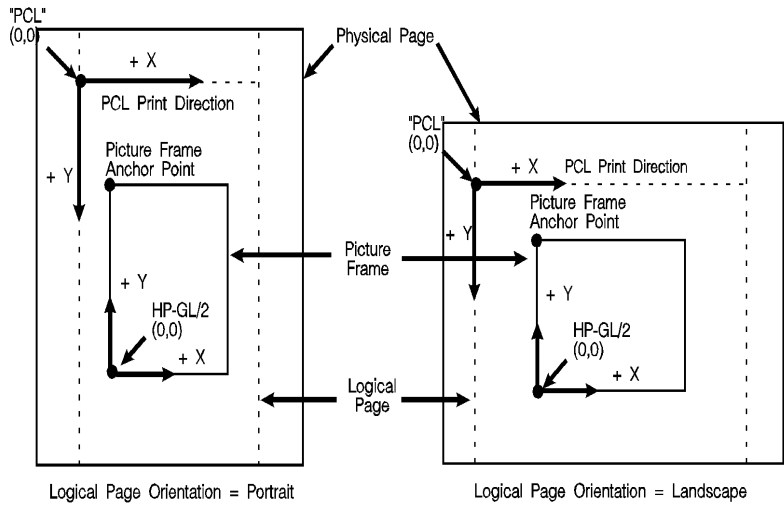 "PCL"
(0,0)
+ X
PCL Print Direction
+ Y
Picture Frame
Anchor Point
+ Y
HP-GL/2
(0,0)
+ X
Logical Page Orientation = Portrait
Physical Page
Picture
Frame
Logical
Page
"PCL"
(0,0)
+ X PCL Print Direction
+ Y
Picture Frame
Anchor Point
+ Y
HP-GL/2
(0,0)
+ X
Logical Page Orientation = Landscape